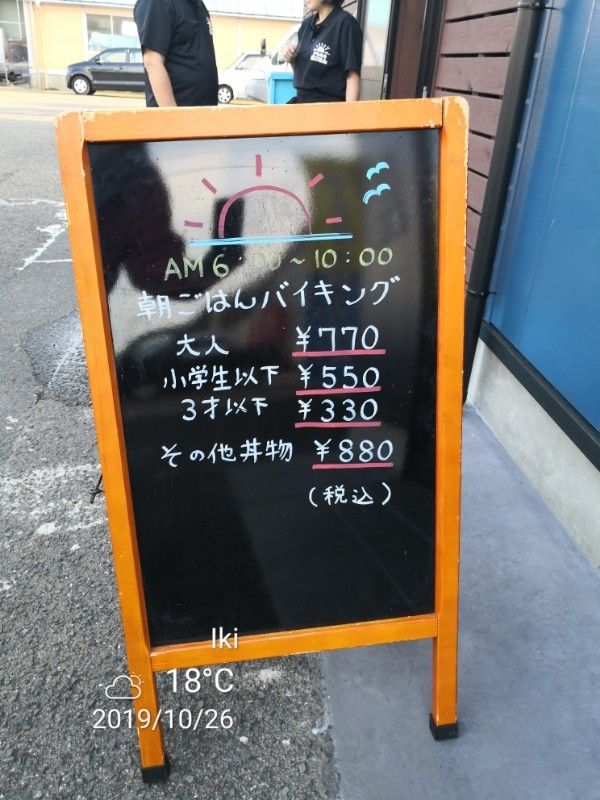 AM 6:00～10:00
朝ごはんバイキング
大人 ¥770
小学生以下 ¥550
3才以下 ¥330
その他丼物 ¥880
(税込)
Iki
18°C
2019/10/26